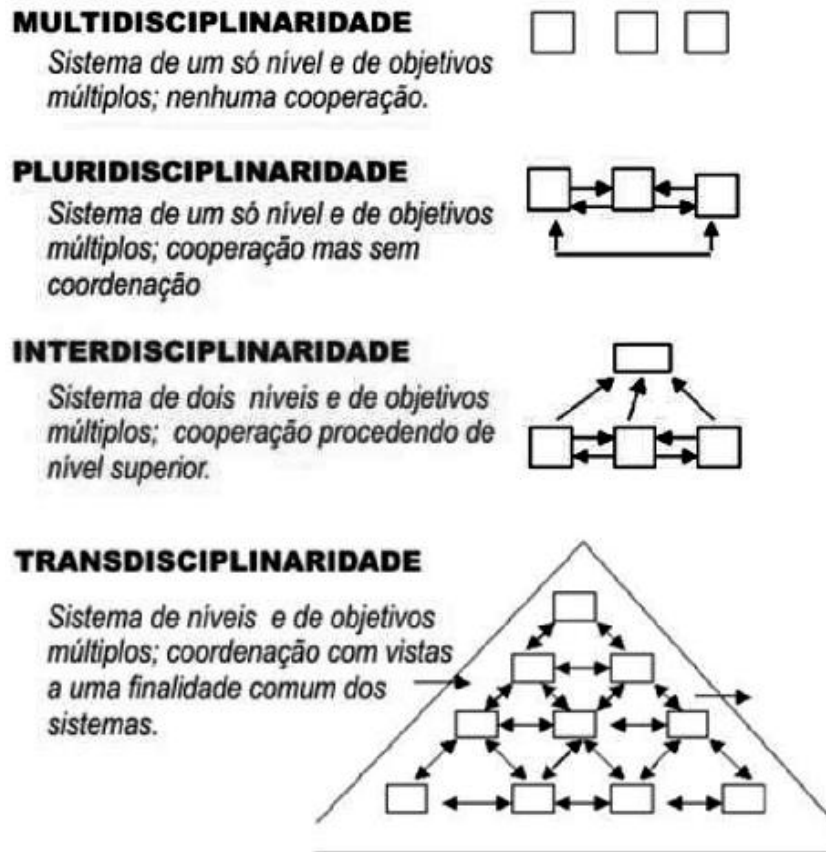 MULTIDISCIPLINARIDADE
Sistema de um só nível e de objetivos
múltiplos; nenhuma cooperação.
PLURIDISCIPLINARIDADE
Sistema de um só nível e de objetivos
múltiplos; cooperação mas sem
coordenação
INTERDISCIPLINARIDADE
Sistema de dois níveis e de objetivos
múltiplos; cooperação procedendo de
nível superior.
TRANSDISCIPLINARIDADE
Sistema de níveis e de objetivos
múltiplos; coordenação com vistas
a uma finalidade comum dos
sistemas.